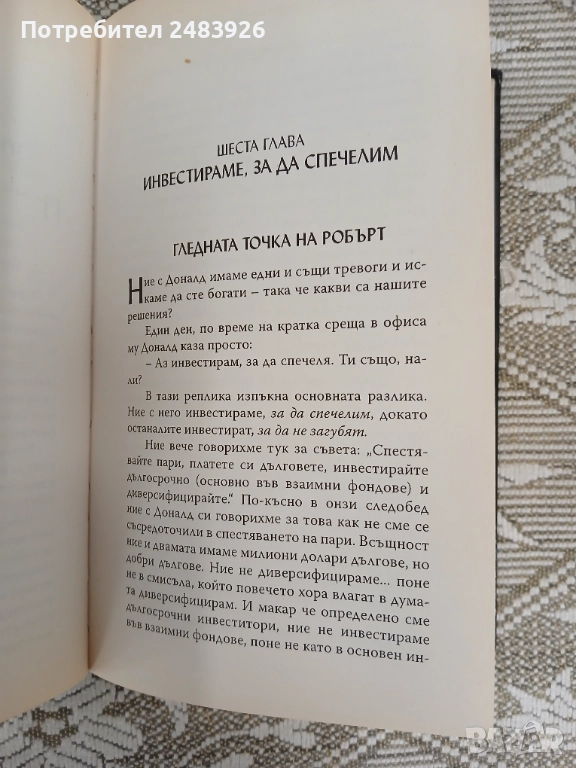 Потребител 2483926
ШЕСТА ГЛАВА
ИНВЕСТИРАМЕ, ЗА ДА СПЕЧЕЛИМ
ГЛЕДНАТА ТОЧКА НА РОБЪРТ
Ние с Доналд имаме едни и същи тревоги и ис-
каме да сте богати – така че какви са нашите
решения?
Един ден, по време на кратка среща в офиса
му Доналд каза просто:
– Аз инвестирам, за да спечеля. Ти също, на-
ли?
В тази реплика изпъкна основната разлика.
Ние с него инвестираме, за да спечелим, докато
останалите инвестират, за да не загубят.
Ние вече говорихме тук за съвета: „Спестя-
вайте пари, платете си дълговете, инвестирайте
дългосрочно (основно във взаимни фондове) и
диверсифицирайте.“ По-късно в онзи следобед
ние с Доналд си говорихме за това как не сме се
съсредоточили в спестяването на пари. Всъщност
ние и двамата имаме милиони долари дългове, но
добри дългове. Ние не диверсифицираме... поне
не в смисъла, който повечето хора влагат в дума-
та диверсифицирам. И макар че определено сме
дългосрочни инвеститори, ние не инвестираме
във взаимни фондове, поне не като в основен ин-
BAZAR